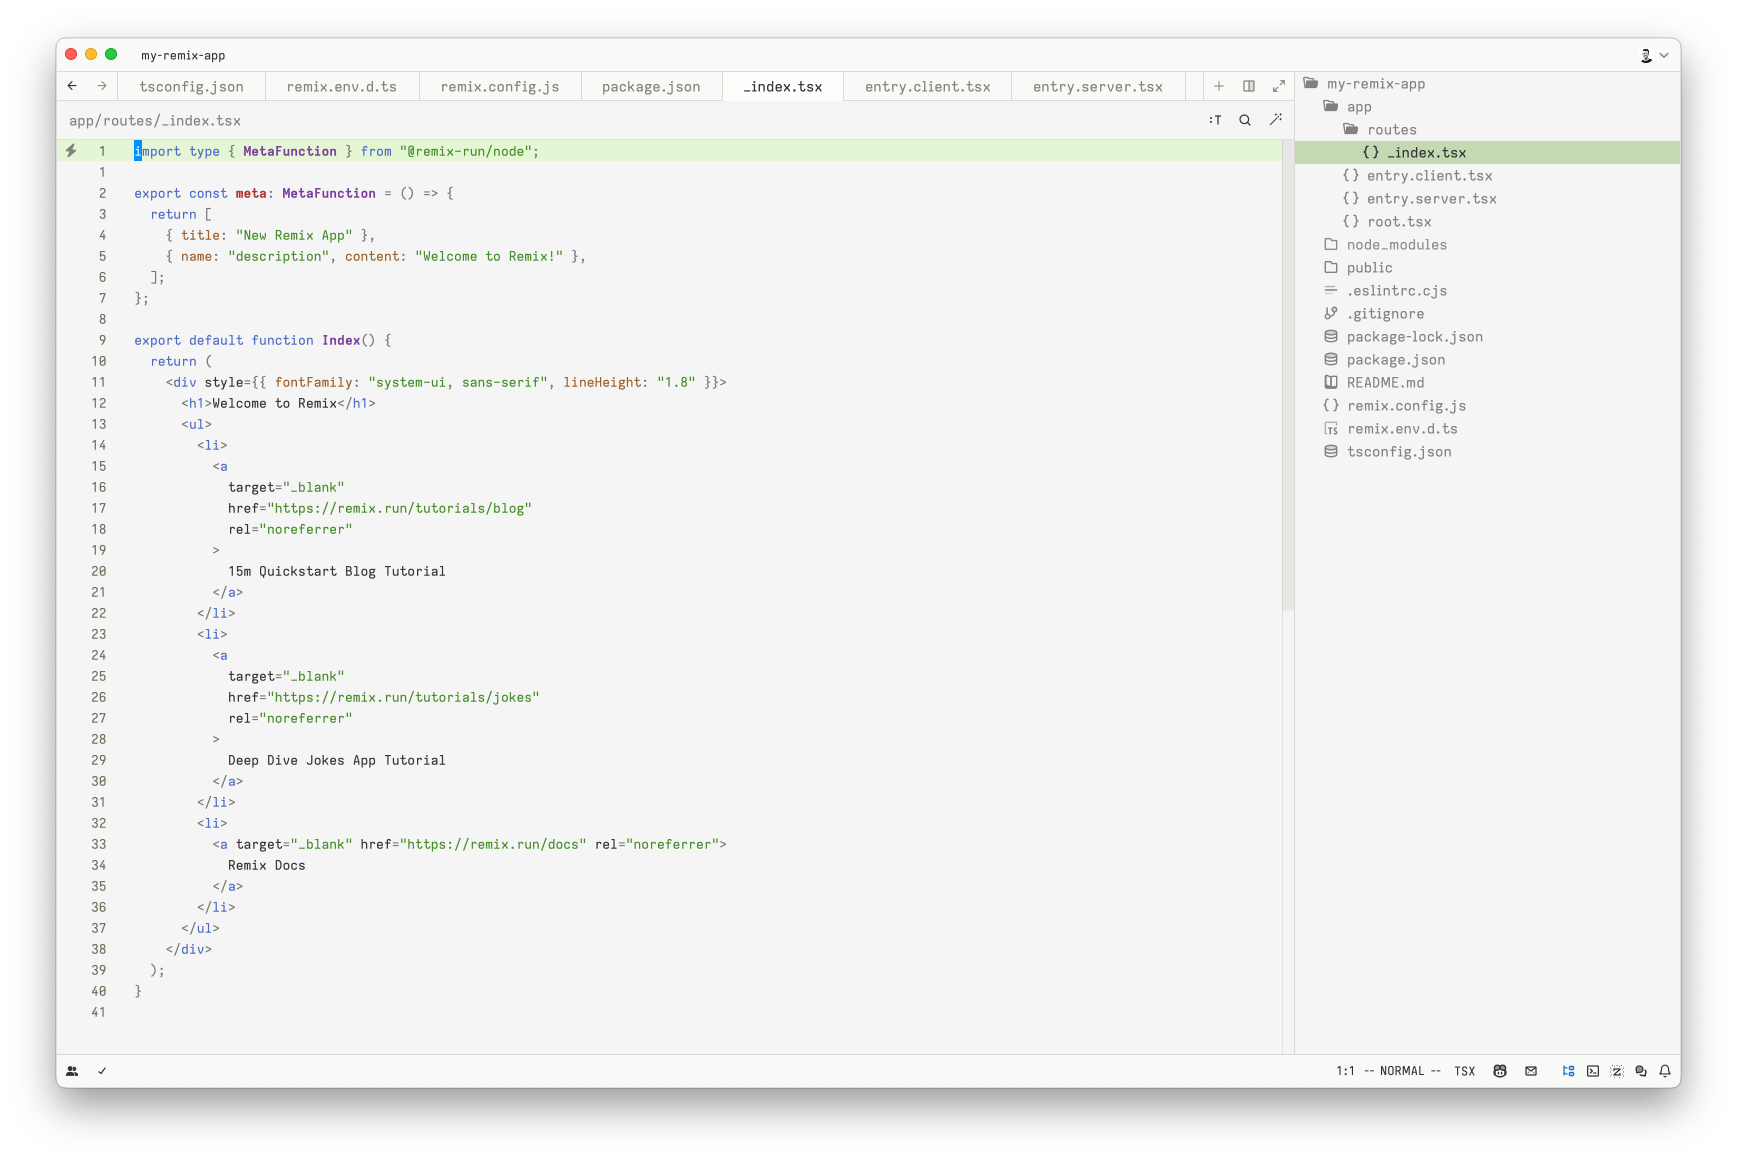 my-remix-app
tsconfig.json remix.env.d.ts remix.config.js package.json _index.tsx entry.client.tsx entry.server.tsx
app/routes/_index.tsx :T
1 import type { MetaFunction } from "@remix-run/node";
1
2 export const meta: MetaFunction = () => {
3   return [
4     { title: "New Remix App" },
5     { name: "description", content: "Welcome to Remix!" },
6   ];
7 };
8
9 export default function Index() {
10   return (
11     <div style={{ fontFamily: "system-ui, sans-serif", lineHeight: "1.8" }}>
12       <h1>Welcome to Remix</h1>
13       <ul>
14         <li>
15           <a
16             target="_blank"
17             href="https://remix.run/tutorials/blog"
18             rel="noreferrer"
19           >
20             15m Quickstart Blog Tutorial
21           </a>
22         </li>
23         <li>
24           <a
25             target="_blank"
26             href="https://remix.run/tutorials/jokes"
27             rel="noreferrer"
28           >
29             Deep Dive Jokes App Tutorial
30           </a>
31         </li>
32         <li>
33           <a target="_blank" href="https://remix.run/docs" rel="noreferrer">
34             Remix Docs
35           </a>
36         </li>
37       </ul>
38     </div>
39   );
40 }
41
my-remix-app
app
routes
{} _index.tsx
{} entry.client.tsx
{} entry.server.tsx
{} root.tsx
node_modules
public
.eslintrc.cjs
.gitignore
package-lock.json
package.json
README.md
{} remix.config.js
TS remix.env.d.ts
tsconfig.json
1:1 -- NORMAL -- TSX